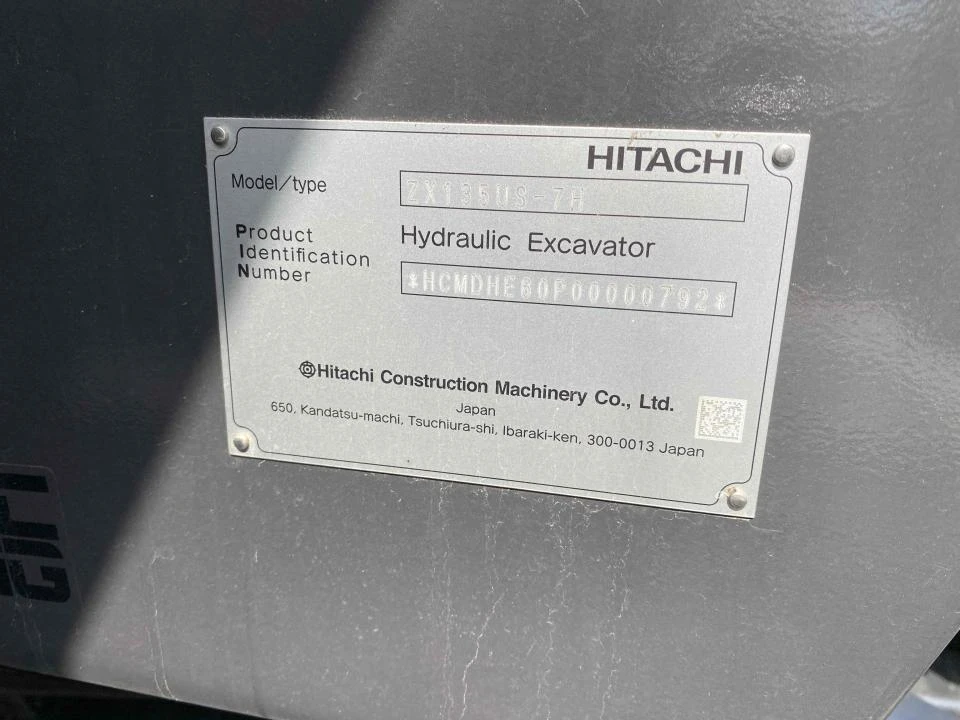 HITACHI
Model/type ZX135US-7H
Product Identification Number
Hydraulic Excavator
*HCMDHE60P00000792*
Hitachi Construction Machinery Co., Ltd.
Japan
650, Kandatsu-machi, Tsuchiura-shi, Ibaraki-ken, 300-0013 Japan